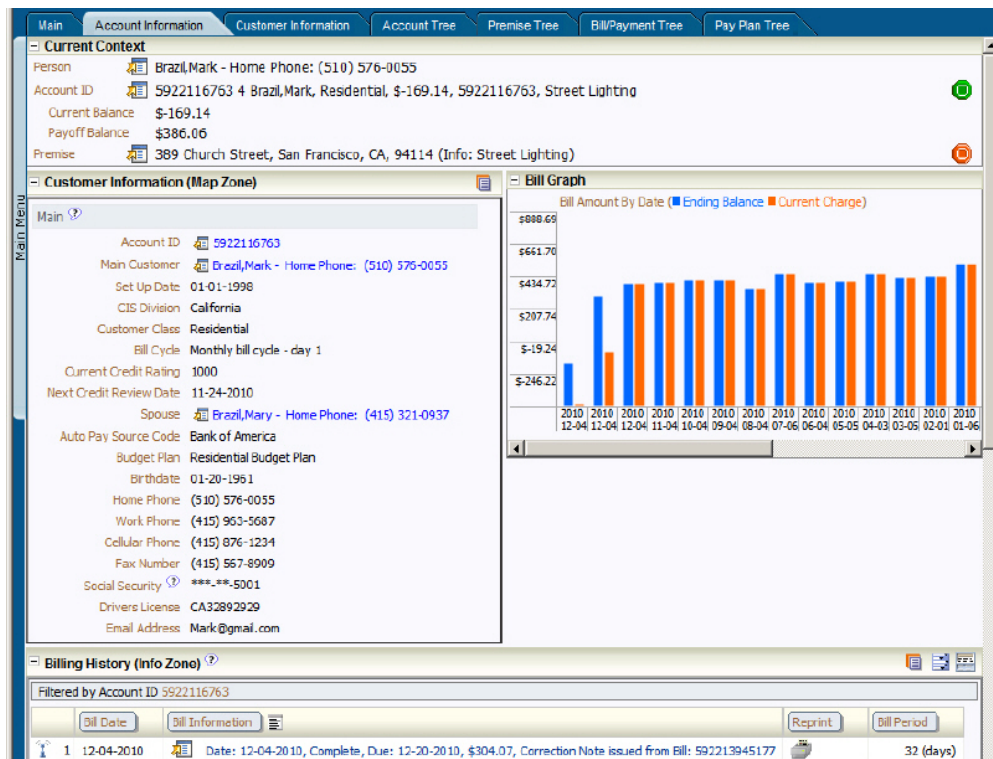 Main Account Information Customer Information Account Tree Premise Tree Bill/Payment Tree Pay Plan Tree
Main Menu
Current Context
Person Brazil,Mark - Home Phone: (510) 576-0055
Account ID 5922116763 4 Brazil,Mark, Residential, $-169.14, 5922116763, Street Lighting
Current Balance $-169.14
Payoff Balance $386.06
Premise 389 Church Street, San Francisco, CA, 94114 (Info: Street Lighting)
Customer Information (Map Zone)
Main
Account ID 5922116763
Main Customer Brazil,Mark - Home Phone: (510) 576-0055
Set Up Date 01-01-1998
CIS Division California
Customer Class Residential
Bill Cycle Monthly bill cycle - day 1
Current Credit Rating 1000
Next Credit Review Date 11-24-2010
Spouse Brazil,Mary - Home Phone: (415) 321-0937
Auto Pay Source Code Bank of America
Budget Plan Residential Budget Plan
Birthdate 01-20-1961
Home Phone (510) 576-0055
Work Phone (415) 963-5687
Cellular Phone (415) 876-1234
Fax Number (415) 567-8909
Social Security ***-**-5001
Drivers License CA32892929
Email Address Mark@gmail.com
Bill Graph
Bill Amount By Date (Ending Balance Current Charge)
$888.69
$661.70
$434.72
$207.74
$-19.24
$-246.22
2010 2010 2010 2010 2010 2010 2010 2010 2010 2010 2010 2010 2010 2010
12-04 12-04 12-04 11-04 10-04 09-04 08-04 07-06 06-04 05-05 04-03 03-05 02-01 01-06
Billing History (Info Zone)
Filtered by Account ID 5922116763
Bill Date Bill Information Reprint Bill Period
1 12-04-2010 Date: 12-04-2010, Complete, Due: 12-20-2010, $304.07, Correction Note issued from Bill: 592213945177 32 (days)